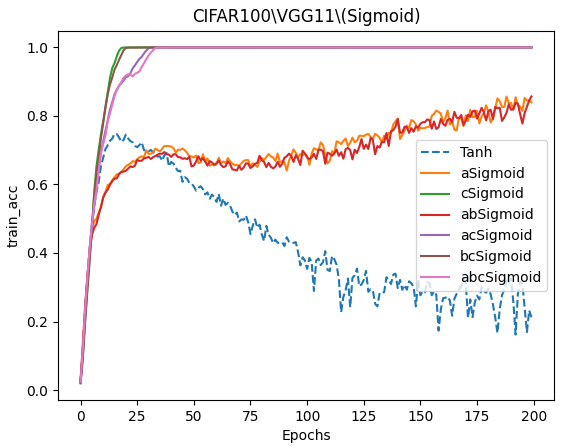 CIFAR100\VGG11\(Sigmoid)
train_acc
1.0
0.8
0.6
0.4
0.2
0.0
0 25 50 75 100 125 150 175 200
Epochs
Tanh
aSigmoid
cSigmoid
abSigmoid
acSigmoid
bcSigmoid
abcSigmoid